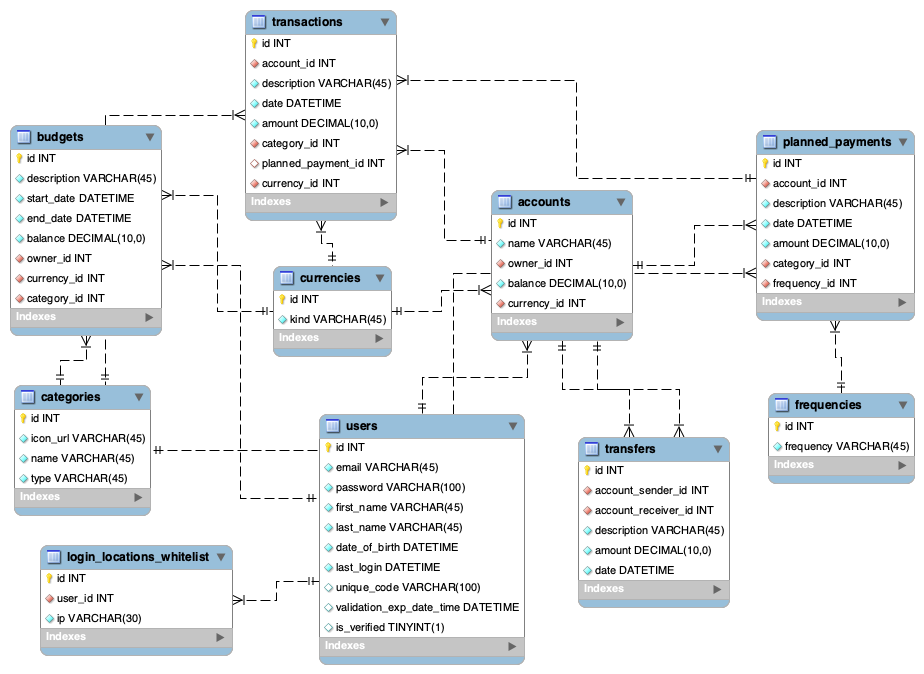 transactions
id INT
account_id INT
description VARCHAR(45)
date DATETIME
amount DECIMAL(10,0)
category_id INT
planned_payment_id INT
currency_id INT
Indexes
budgets
id INT
description VARCHAR(45)
start_date DATETIME
end_date DATETIME
balance DECIMAL(10,0)
owner_id INT
currency_id INT
category_id INT
Indexes
planned_payments
id INT
account_id INT
description VARCHAR(45)
date DATETIME
amount DECIMAL(10,0)
category_id INT
frequency_id INT
Indexes
accounts
id INT
name VARCHAR(45)
owner_id INT
balance DECIMAL(10,0)
currency_id INT
Indexes
currencies
id INT
kind VARCHAR(45)
Indexes
categories
id INT
icon_url VARCHAR(45)
name VARCHAR(45)
type VARCHAR(45)
Indexes
users
id INT
email VARCHAR(45)
password VARCHAR(100)
first_name VARCHAR(45)
last_name VARCHAR(45)
date_of_birth DATETIME
last_login DATETIME
unique_code VARCHAR(100)
validation_exp_date_time DATETIME
is_verified TINYINT(1)
Indexes
frequencies
id INT
frequency VARCHAR(45)
Indexes
transfers
id INT
account_sender_id INT
account_receiver_id INT
description VARCHAR(45)
amount DECIMAL(10,0)
date DATETIME
Indexes
login_locations_whitelist
id INT
user_id INT
ip VARCHAR(30)
Indexes